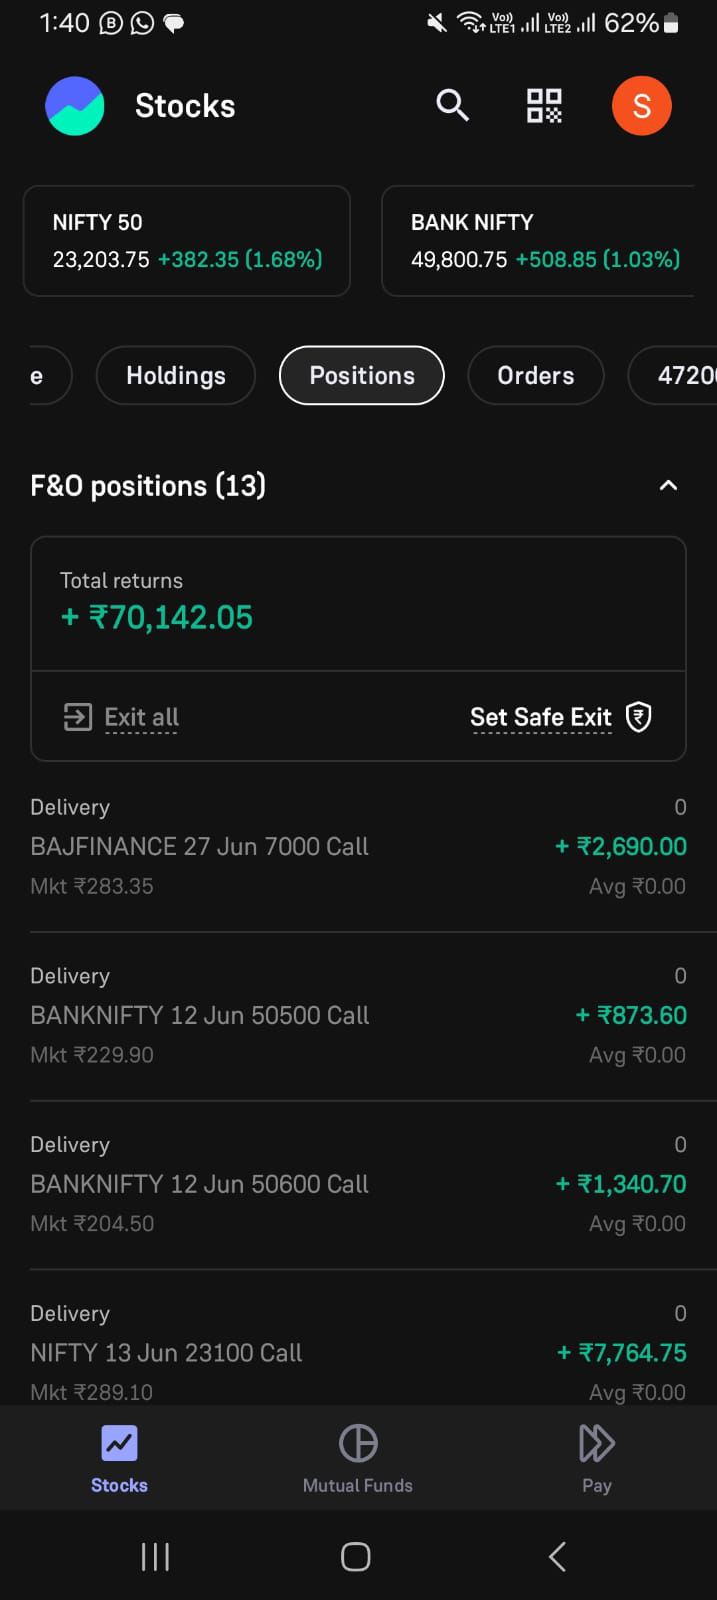 1:40 62%
Vo)) LTE1 Vo)) LTE2
Stocks
S
NIFTY 50
23,203.75 +382.35 (1.68%)
BANK NIFTY
49,800.75 +508.85 (1.03%)
e Holdings Positions Orders 4720
F&O positions (13)
Total returns
+ ₹70,142.05
Exit all Set Safe Exit
Delivery 0
BAJFINANCE 27 Jun 7000 Call + ₹2,690.00
Mkt ₹283.35 Avg ₹0.00
Delivery 0
BANKNIFTY 12 Jun 50500 Call + ₹873.60
Mkt ₹229.90 Avg ₹0.00
Delivery 0
BANKNIFTY 12 Jun 50600 Call + ₹1,340.70
Mkt ₹204.50 Avg ₹0.00
Delivery 0
NIFTY 13 Jun 23100 Call + ₹7,764.75
Mkt ₹289.10 Avg ₹0.00
Stocks Mutual Funds Pay